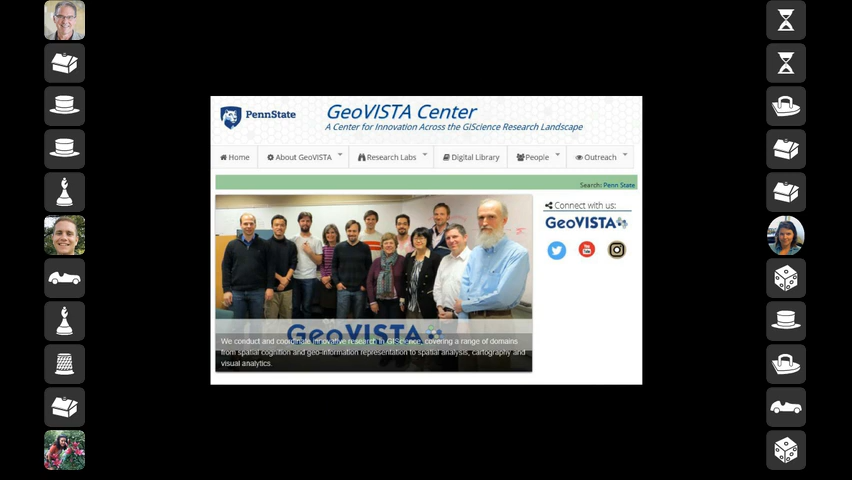 PennState
GeoVISTA Center
A Center for Innovation Across the GIScience Research Landscape
Home
About GeoVISTA
Research Labs
Digital Library
People
Outreach
Search: Penn State
Connect with us:
GeoVISTA
GeoVISTA
We conduct and coordinate innovative research in GIScience, covering a range of domains
from spatial cognition and geo-information representation to spatial analysis, cartography and
visual analytics.